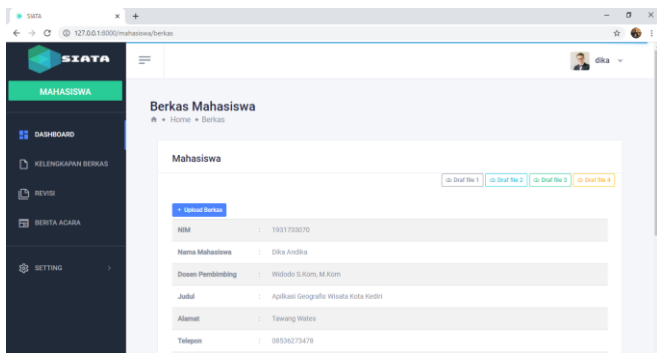 SIATA
127.0.0.1:8000/mahasiswa/berkas
SIATA
dika
MAHASISWA
Berkas Mahasiswa
Home • Berkas
DASHBOARD
KELENGKAPAN BERKAS
REVISI
BERITA ACARA
SETTING
Mahasiswa
Draf file 1
Draf file 2
Draf file 3
Draf file 4
+ Upload Berkas
NIM : 1931733070
Nama Mahasiswa : Dika Andika
Dosen Pembimbing : Widodo S.Kom, M.Kom
Judul : Aplikasi Geografis Wisata Kota Kediri
Alamat : Tawang Wates
Telepon : 08536273478